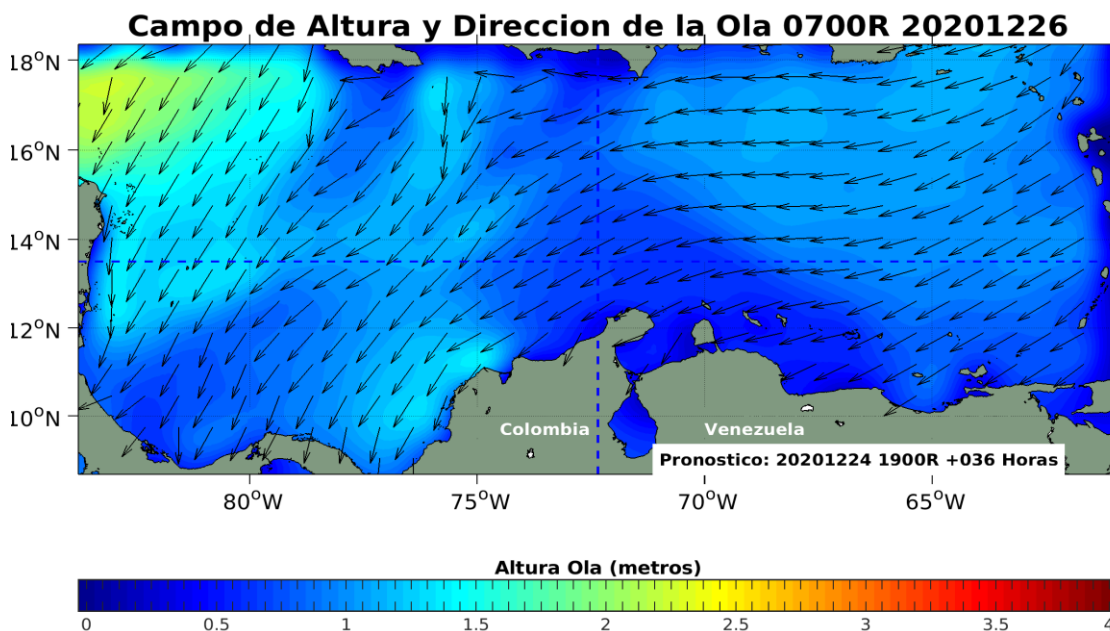 Campo de Altura y Direccion de la Ola 0700R 20201226
18°N
16°N
14°N
12°N
10°N
Colombia
Venezuela
Pronostico: 20201224 1900R +036 Horas
80°W
75°W
70°W
65°W
Altura Ola (metros)
0 0.5 1 1.5 2 2.5 3 3.5 4